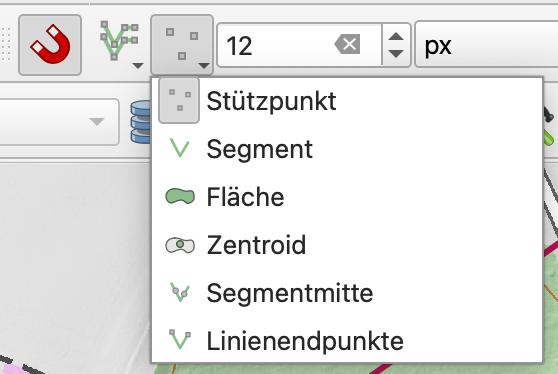 12
px
Stützpunkt
Segment
Fläche
Zentroid
Segmentmitte
Linienendpunkte